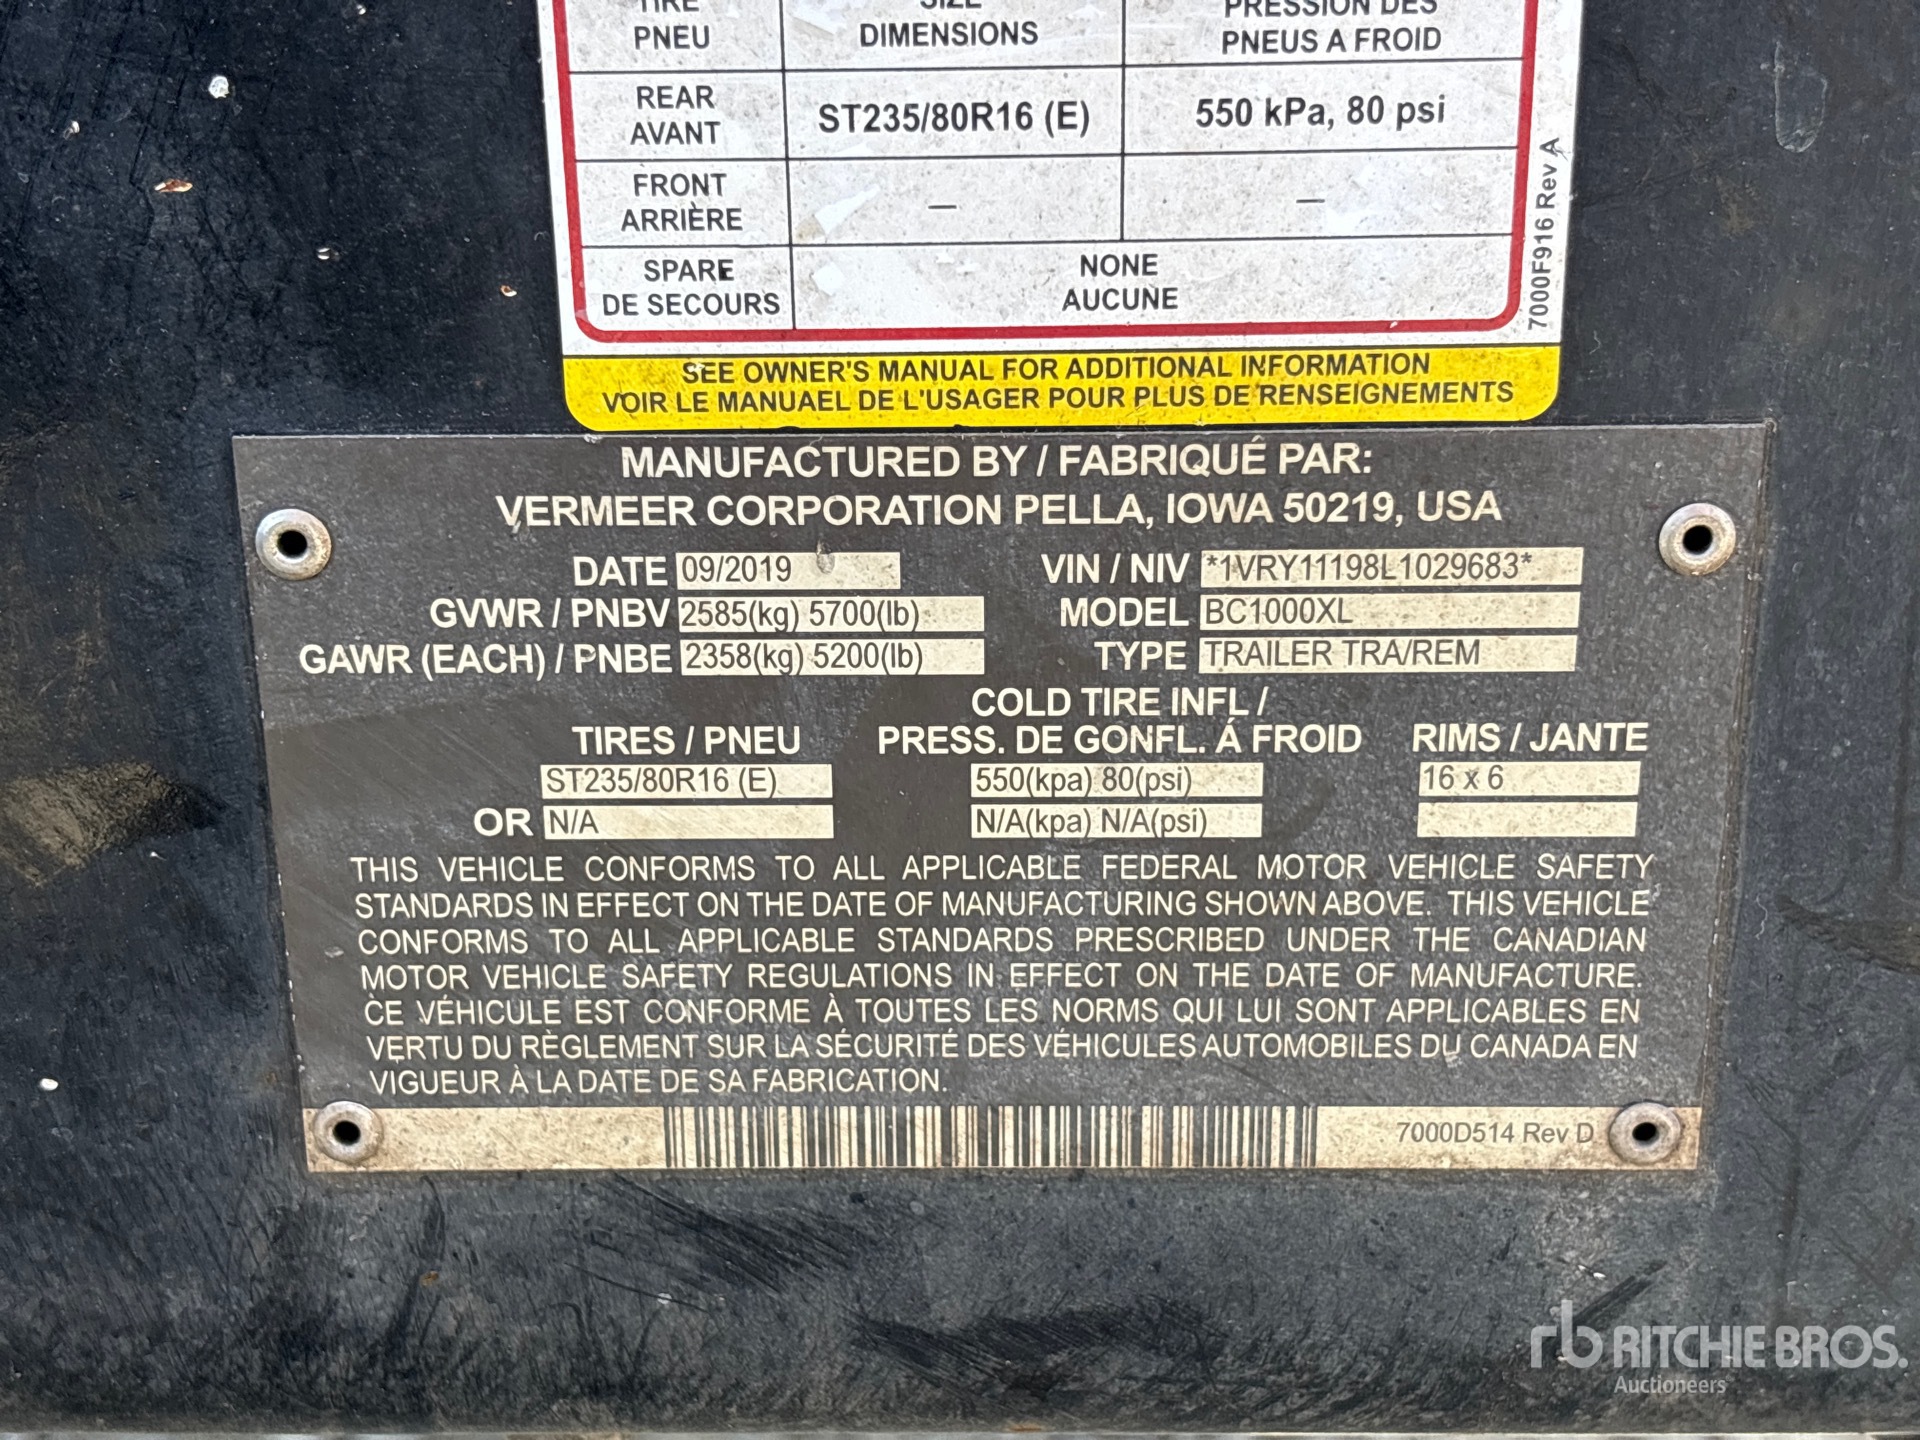 TIRE SIZE PRESSION DES
PNEU DIMENSIONS PNEUS A FROID
REAR
AVANT
ST235/80R16 (E) 550 kPa, 80 psi
FRONT
ARRIÈRE
— —
SPARE
DE SECOURS
NONE
AUCUNE
7000F916 Rev A
SEE OWNER'S MANUAL FOR ADDITIONAL INFORMATION
VOIR LE MANUAEL DE L'USAGER POUR PLUS DE RENSEIGNEMENTS
MANUFACTURED BY / FABRIQUÉ PAR:
VERMEER CORPORATION PELLA, IOWA 50219, USA
DATE 09/2019 VIN / NIV *1VRY11198L1029683*
GVWR / PNBV 2585(kg) 5700(lb) MODEL BC1000XL
GAWR (EACH) / PNBE 2358(kg) 5200(lb) TYPE TRAILER TRA/REM
COLD TIRE INFL /
TIRES / PNEU PRESS. DE GONFL. Á FROID RIMS / JANTE
ST235/80R16 (E) 550(kpa) 80(psi) 16 x 6
OR N/A N/A(kpa) N/A(psi)
THIS VEHICLE CONFORMS TO ALL APPLICABLE FEDERAL MOTOR VEHICLE SAFETY
STANDARDS IN EFFECT ON THE DATE OF MANUFACTURING SHOWN ABOVE. THIS VEHICLE
CONFORMS TO ALL APPLICABLE STANDARDS PRESCRIBED UNDER THE CANADIAN
MOTOR VEHICLE SAFETY REGULATIONS IN EFFECT ON THE DATE OF MANUFACTURE.
CE VÉHICULE EST CONFORME À TOUTES LES NORMS QUI LUI SONT APPLICABLES EN
VERTU DU RÈGLEMENT SUR LA SÉCURITÉ DES VÉHICULES AUTOMOBILES DU CANADA EN
VIGUEUR À LA DATE DE SA FABRICATION.
7000D514 Rev D
rb RITCHIE BROS.
Auctioneers